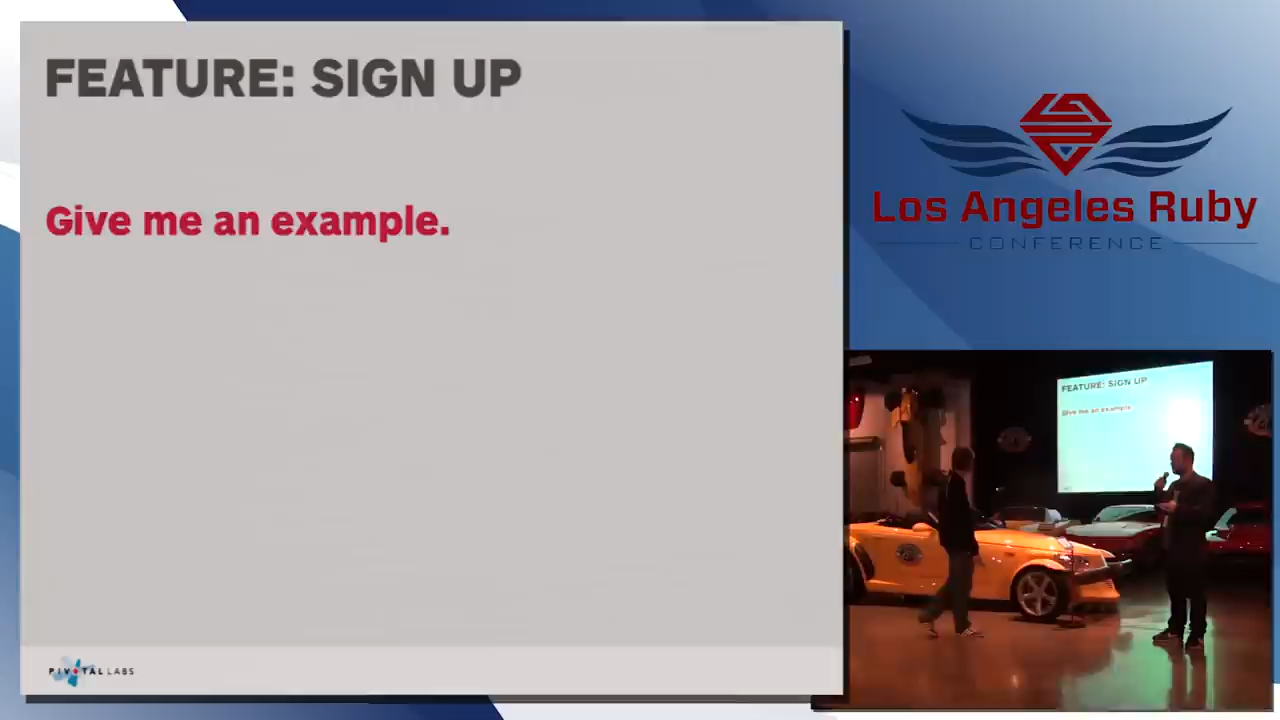 FEATURE: SIGN UP
Give me an example.
PIVOTAL LABS
Los Angeles Ruby
CONFERENCE
FEATURE: SIGN UP
Give me an example.